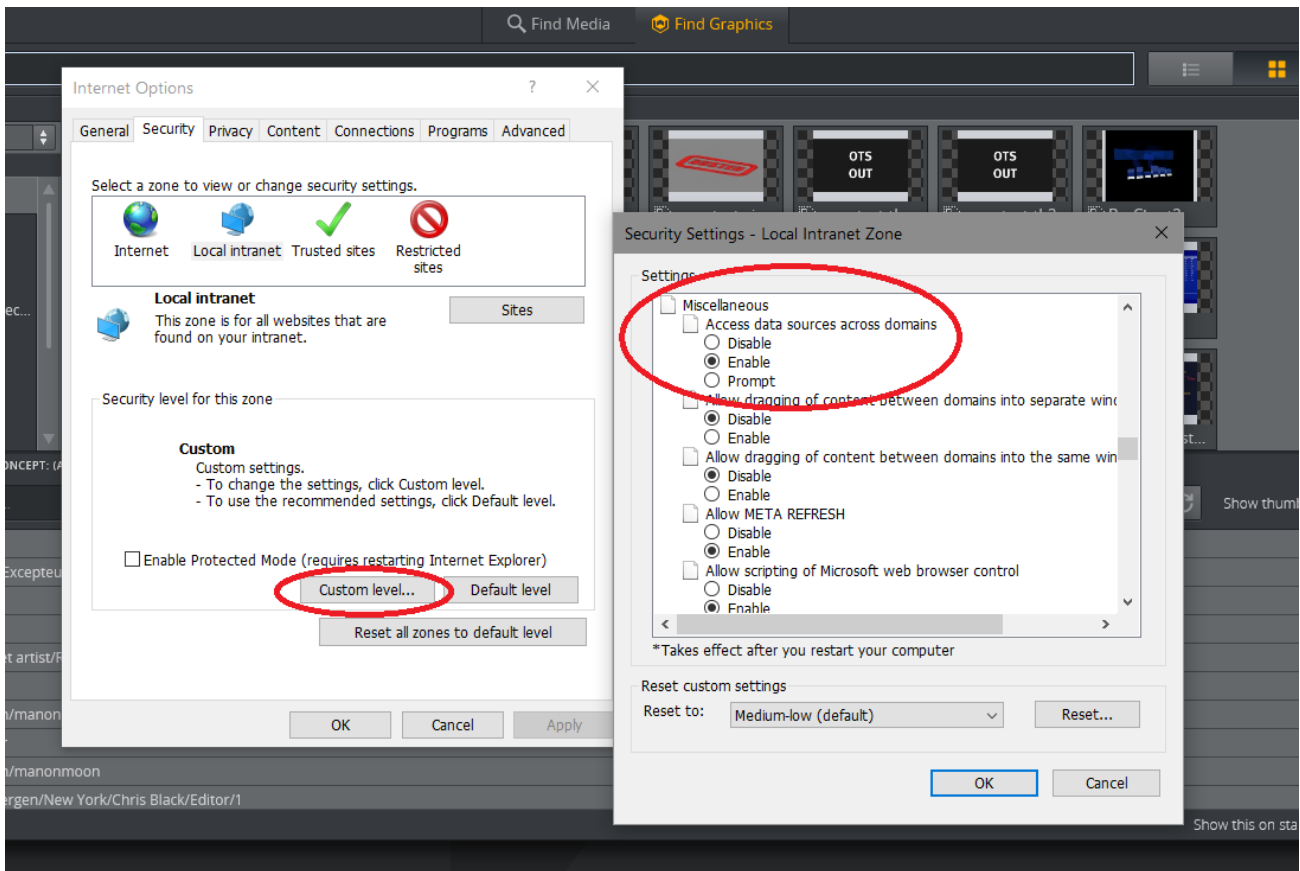 Find Media
Find Graphics
Internet Options
?
General Security Privacy Content Connections Programs Advanced
Select a zone to view or change security settings.
Internet
Local intranet
Trusted sites
Restricted
sites
Local intranet
This zone is for all websites that are
found on your intranet.
Sites
Security level for this zone
Custom
Custom settings.
- To change the settings, click Custom level.
- To use the recommended settings, click Default level.
Enable Protected Mode (requires restarting Internet Explorer)
Custom level...
Default level
Reset all zones to default level
OK
Cancel
Apply
OTS
OUT
OTS
OUT
Security Settings - Local Intranet Zone
Settings
Miscellaneous
Access data sources across domains
Disable
Enable
Prompt
Allow dragging of content between domains into separate wind
Disable
Enable
Allow dragging of content between domains into the same win
Disable
Enable
Allow META REFRESH
Disable
Enable
Allow scripting of Microsoft web browser control
Disable
Enable
*Takes effect after you restart your computer
Reset custom settings
Reset to:
Medium-low (default)
Reset...
OK
Cancel
ec...
ONCEPT: (A
Excepteu
et artist/R
/manon
n/manonmoon
ergen/New York/Chris Black/Editor/1
st...
Show thuml
Show this on sta